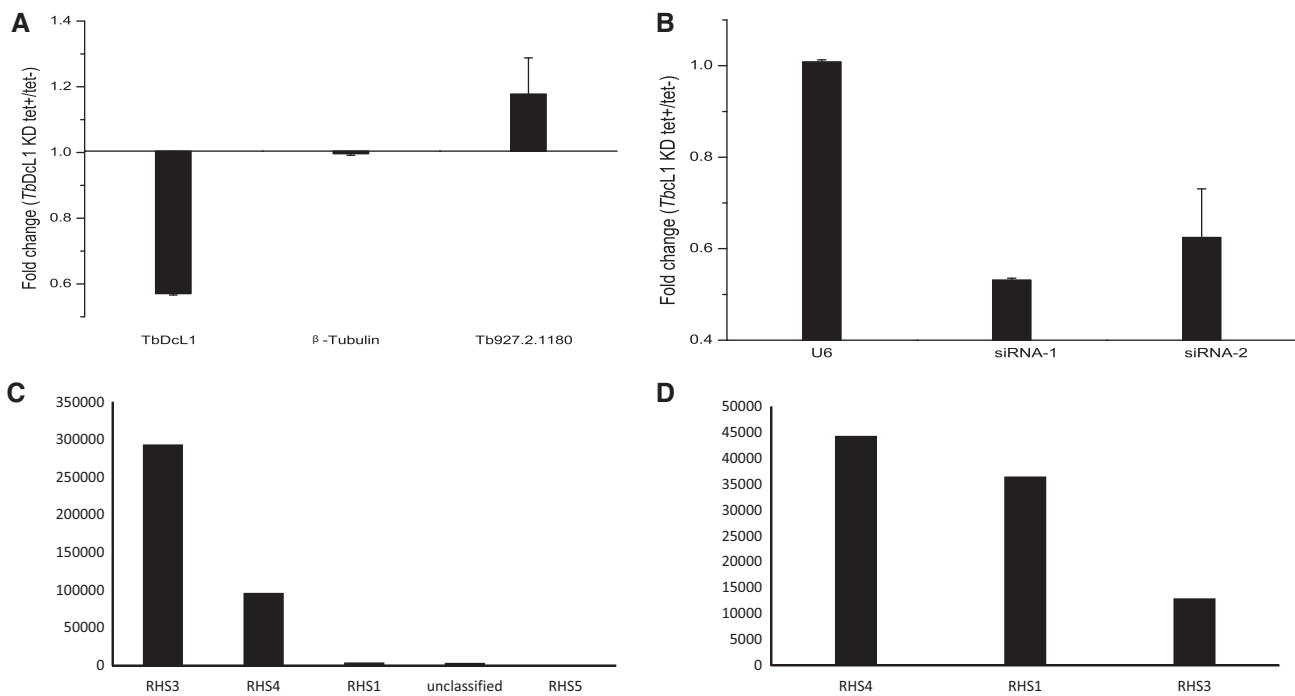 A
Fold change (TbDcL1 KD tet+/tet-)
1.4
1.2
1.0
0.8
0.6
TbDcL1
β-Tubulin
Tb927.2.1180
B
Fold change (TbcL1 KD tet+/tet-)
1.0
0.8
0.6
0.4
U6
siRNA-1
siRNA-2
C
350000
300000
250000
200000
150000
100000
50000
0
RHS3
RHS4
RHS1
unclassified
RHS5
D
50000
45000
40000
35000
30000
25000
20000
15000
10000
5000
0
RHS4
RHS1
RHS3